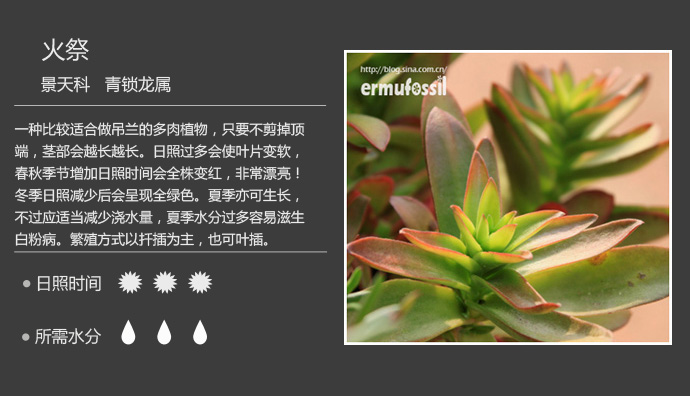 火祭
景天科 青锁龙属
一种比较适合做吊兰的多肉植物，只要不剪掉顶
端，茎部会越长越长。日照过多会使叶片变软，
春秋季节增加日照时间会全株变红，非常漂亮！
冬季日照减少后会呈现全绿色。夏季亦可生长，
不过应适当减少浇水量，夏季水分过多容易滋生
白粉病。繁殖方式以扦插为主，也可叶插。
日照时间
所需水分
http://blog.sina.com.cn/
ermufossil